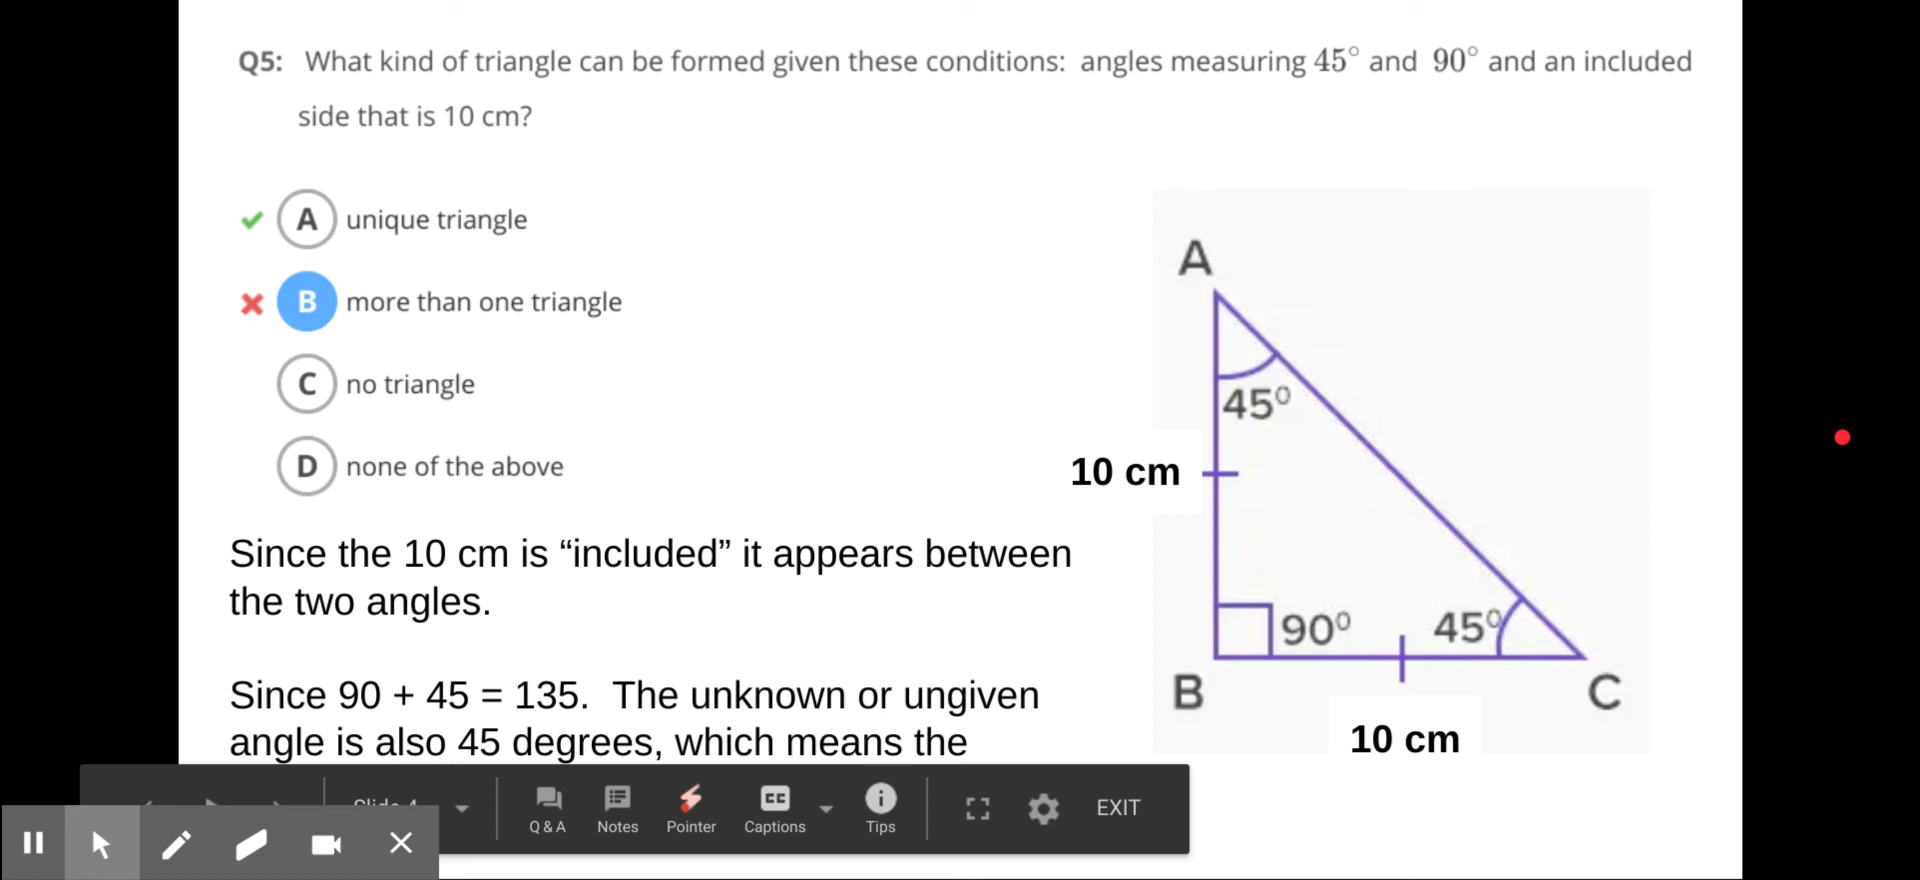 Q5: What kind of triangle can be formed given these conditions: angles measuring 45° and 90° and an included
side that is 10 cm?
A unique triangle
B more than one triangle
C no triangle
D none of the above
Since the 10 cm is “included” it appears between
the two angles.
Since 90 + 45 = 135. The unknown or ungiven
angle is also 45 degrees, which means the
A
45⁰
10 cm
90⁰ 45⁰
B C
10 cm
Slide 4
Q & A Notes Pointer CC Captions Tips EXIT